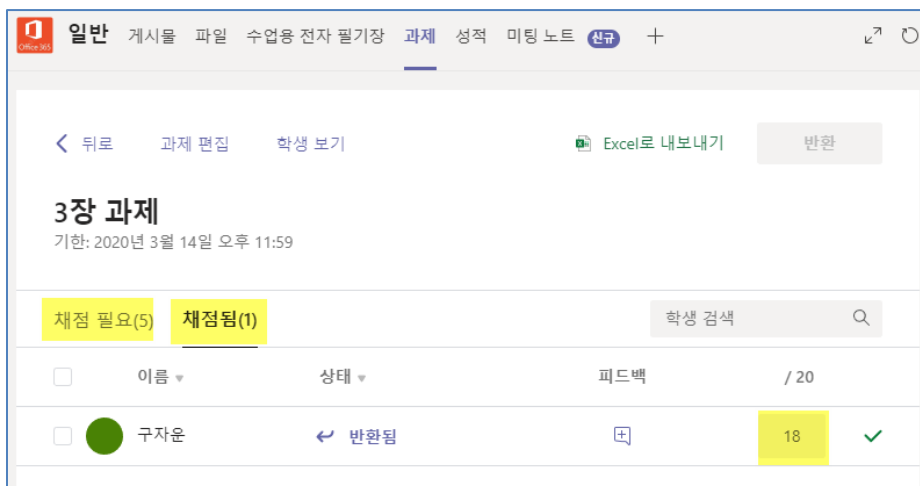 Office 365
일반 게시물 파일 수업용 전자 필기장 과제 성적 미팅 노트 신규
뒤로 과제 편집 학생 보기 Excel로 내보내기 반환
3장 과제
기한: 2020년 3월 14일 오후 11:59
채점 필요(5) 채점됨(1) 학생 검색
이름 상태 피드백 / 20
구자운 반환됨 18